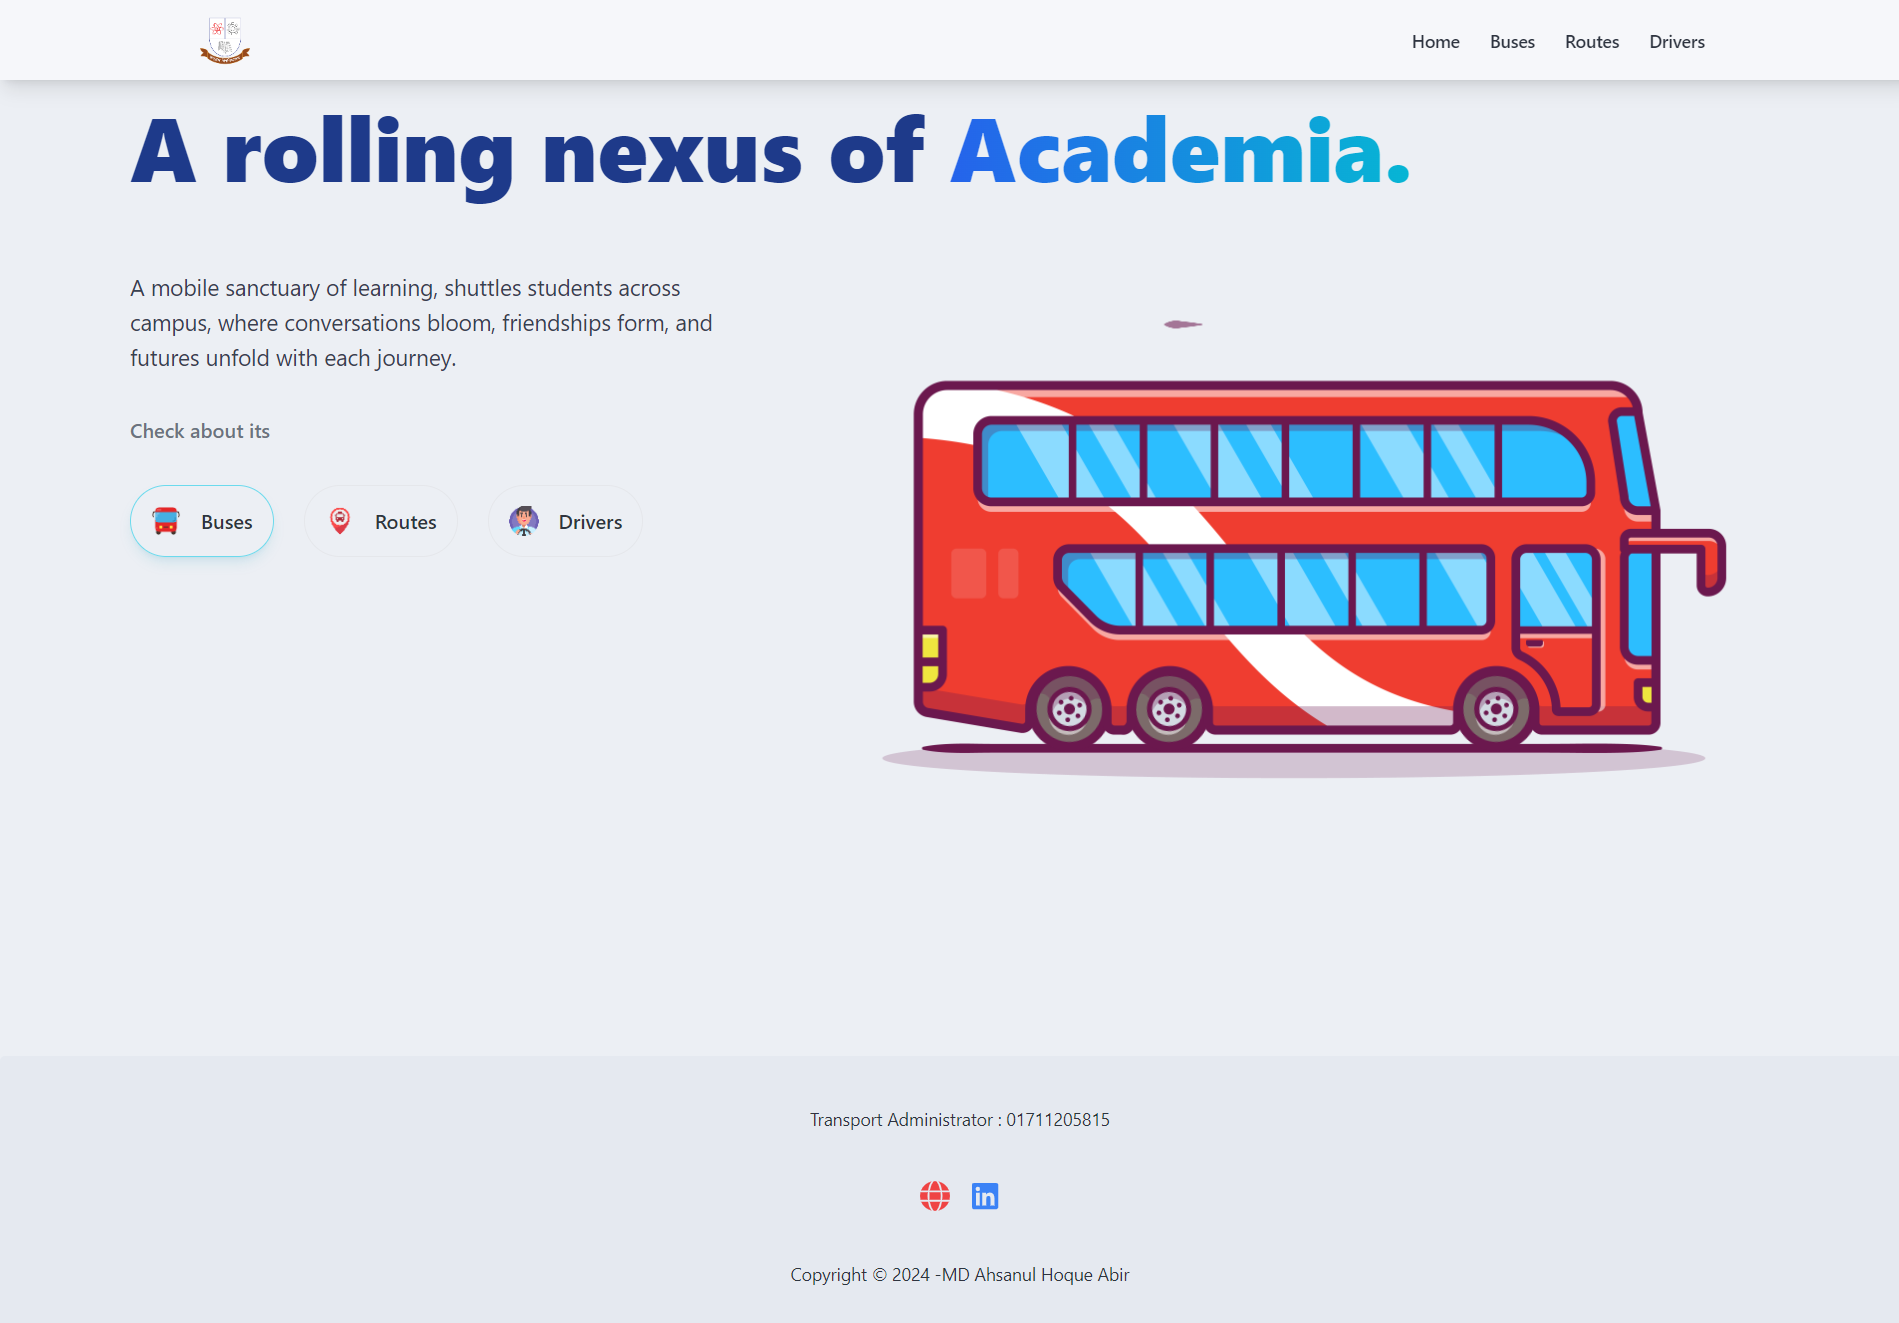 Home Buses Routes Drivers
A rolling nexus of Academia.
A mobile sanctuary of learning, shuttles students across
campus, where conversations bloom, friendships form, and
futures unfold with each journey.
Check about its
Buses Routes Drivers
Transport Administrator : 01711205815
in
Copyright © 2024 -MD Ahsanul Hoque Abir